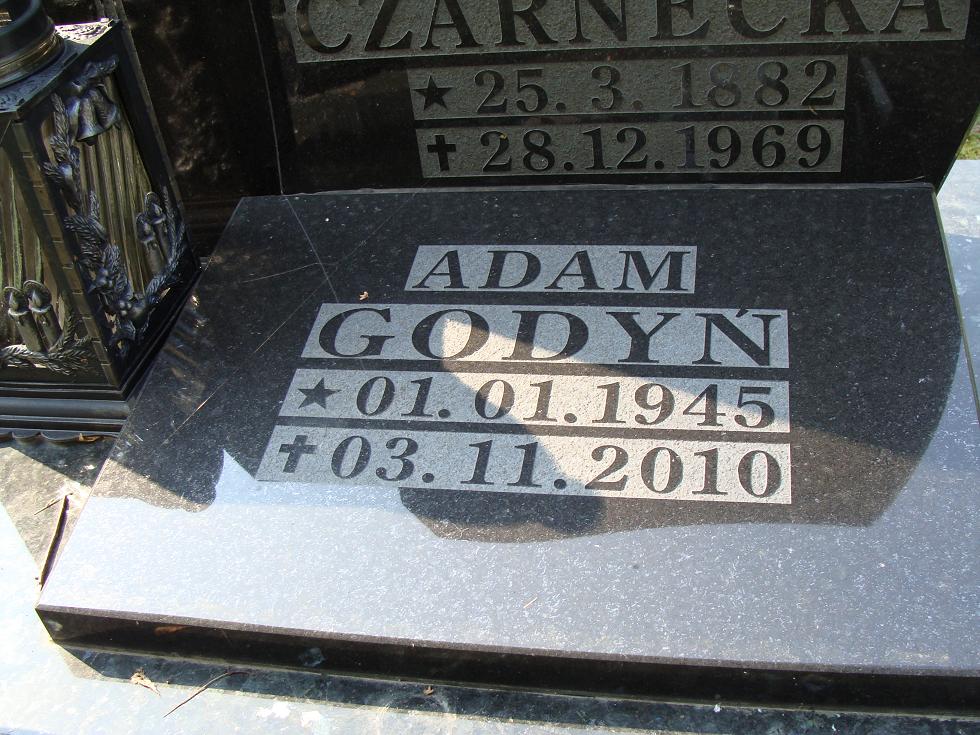 CZARNECKA
★ 25. 3. 1882
✝ 28.12.1969
ADAM
GODYŃ
★ 01. 01. 1945
✝ 03. 11. 2010